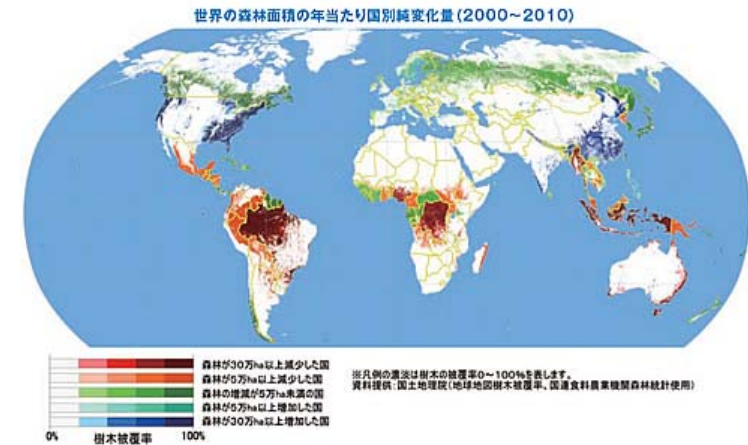 世界の森林面積の年当たり国別純変化量(2000～2010)
森林が30万ha以上減少した国
森林が5万ha以上減少した国
森林の増減が5万ha未満の国
森林が5万ha以上増加した国
森林が30万ha以上増加した国
0%
樹木被覆率
100%
※凡例の濃淡は樹木の被覆率0～100%を表します。
資料提供:国土地理院(地球地図樹木被覆率、国連食料農業機関森林統計使用)